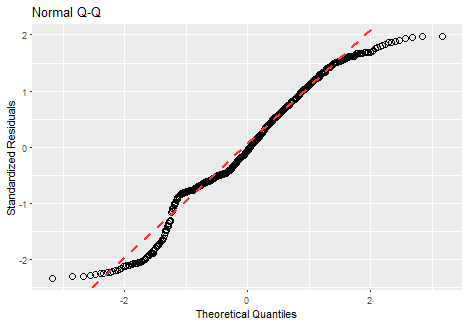 Normal Q-Q
2
1
0
-1
-2
Standardized Residuals
-2
0
2
Theoretical Quantiles